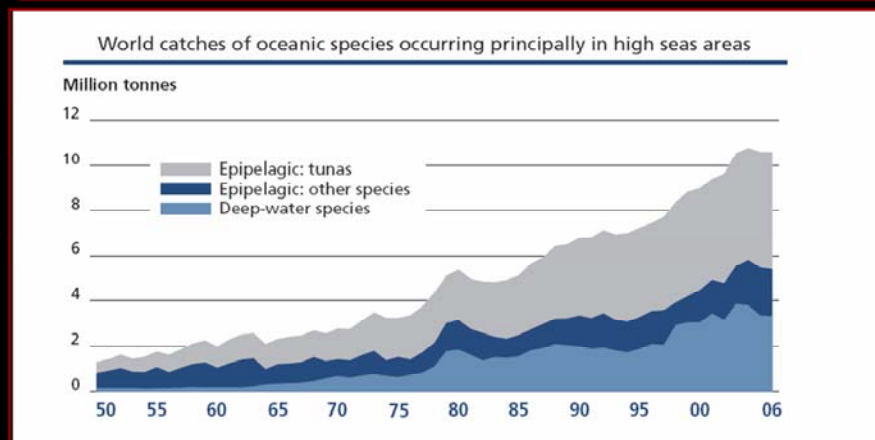 World catches of oceanic species occurring principally in high seas areas
Million tonnes
12
10
8
6
4
2
0
Epipelagic: tunas
Epipelagic: other species
Deep-water species
50 55 60 65 70 75 80 85 90 95 00 06